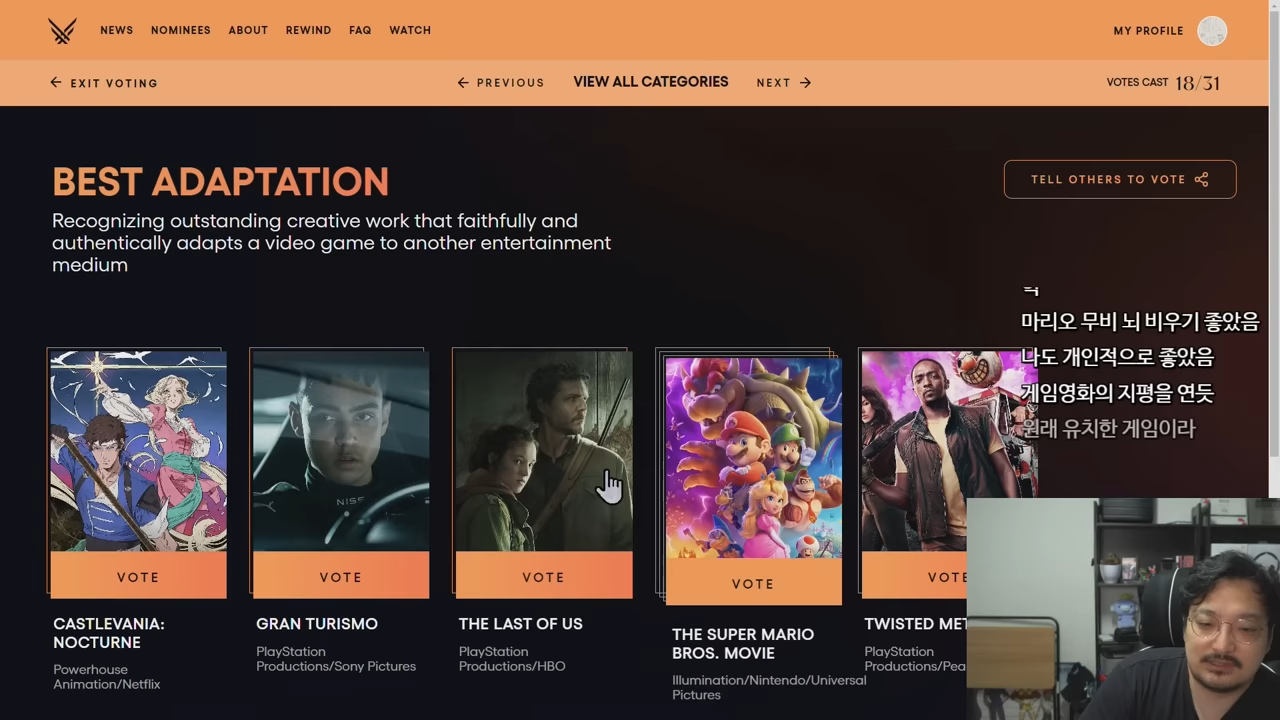 NEWS NOMINEES ABOUT REWIND FAQ WATCH MY PROFILE
EXIT VOTING PREVIOUS VIEW ALL CATEGORIES NEXT VOTES CAST 18/31
BEST ADAPTATION
TELL OTHERS TO VOTE
Recognizing outstanding creative work that faithfully and
authentically adapts a video game to another entertainment
medium
마리오 무비 뇌 비우기 좋았음
나도 개인적으로 좋았음
게임영화의 지평을 연듯
원래 유치한 게임이라
VOTE
CASTLEVANIA:
NOCTURNE
Powerhouse
Animation/Netflix
VOTE
GRAN TURISMO
PlayStation
Productions/Sony Pictures
VOTE
THE LAST OF US
PlayStation
Productions/HBO
VOTE
THE SUPER MARIO
BROS. MOVIE
Illumination/Nintendo/Universal
Pictures
VOTE
TWISTED MET
PlayStation
Productions/Pea